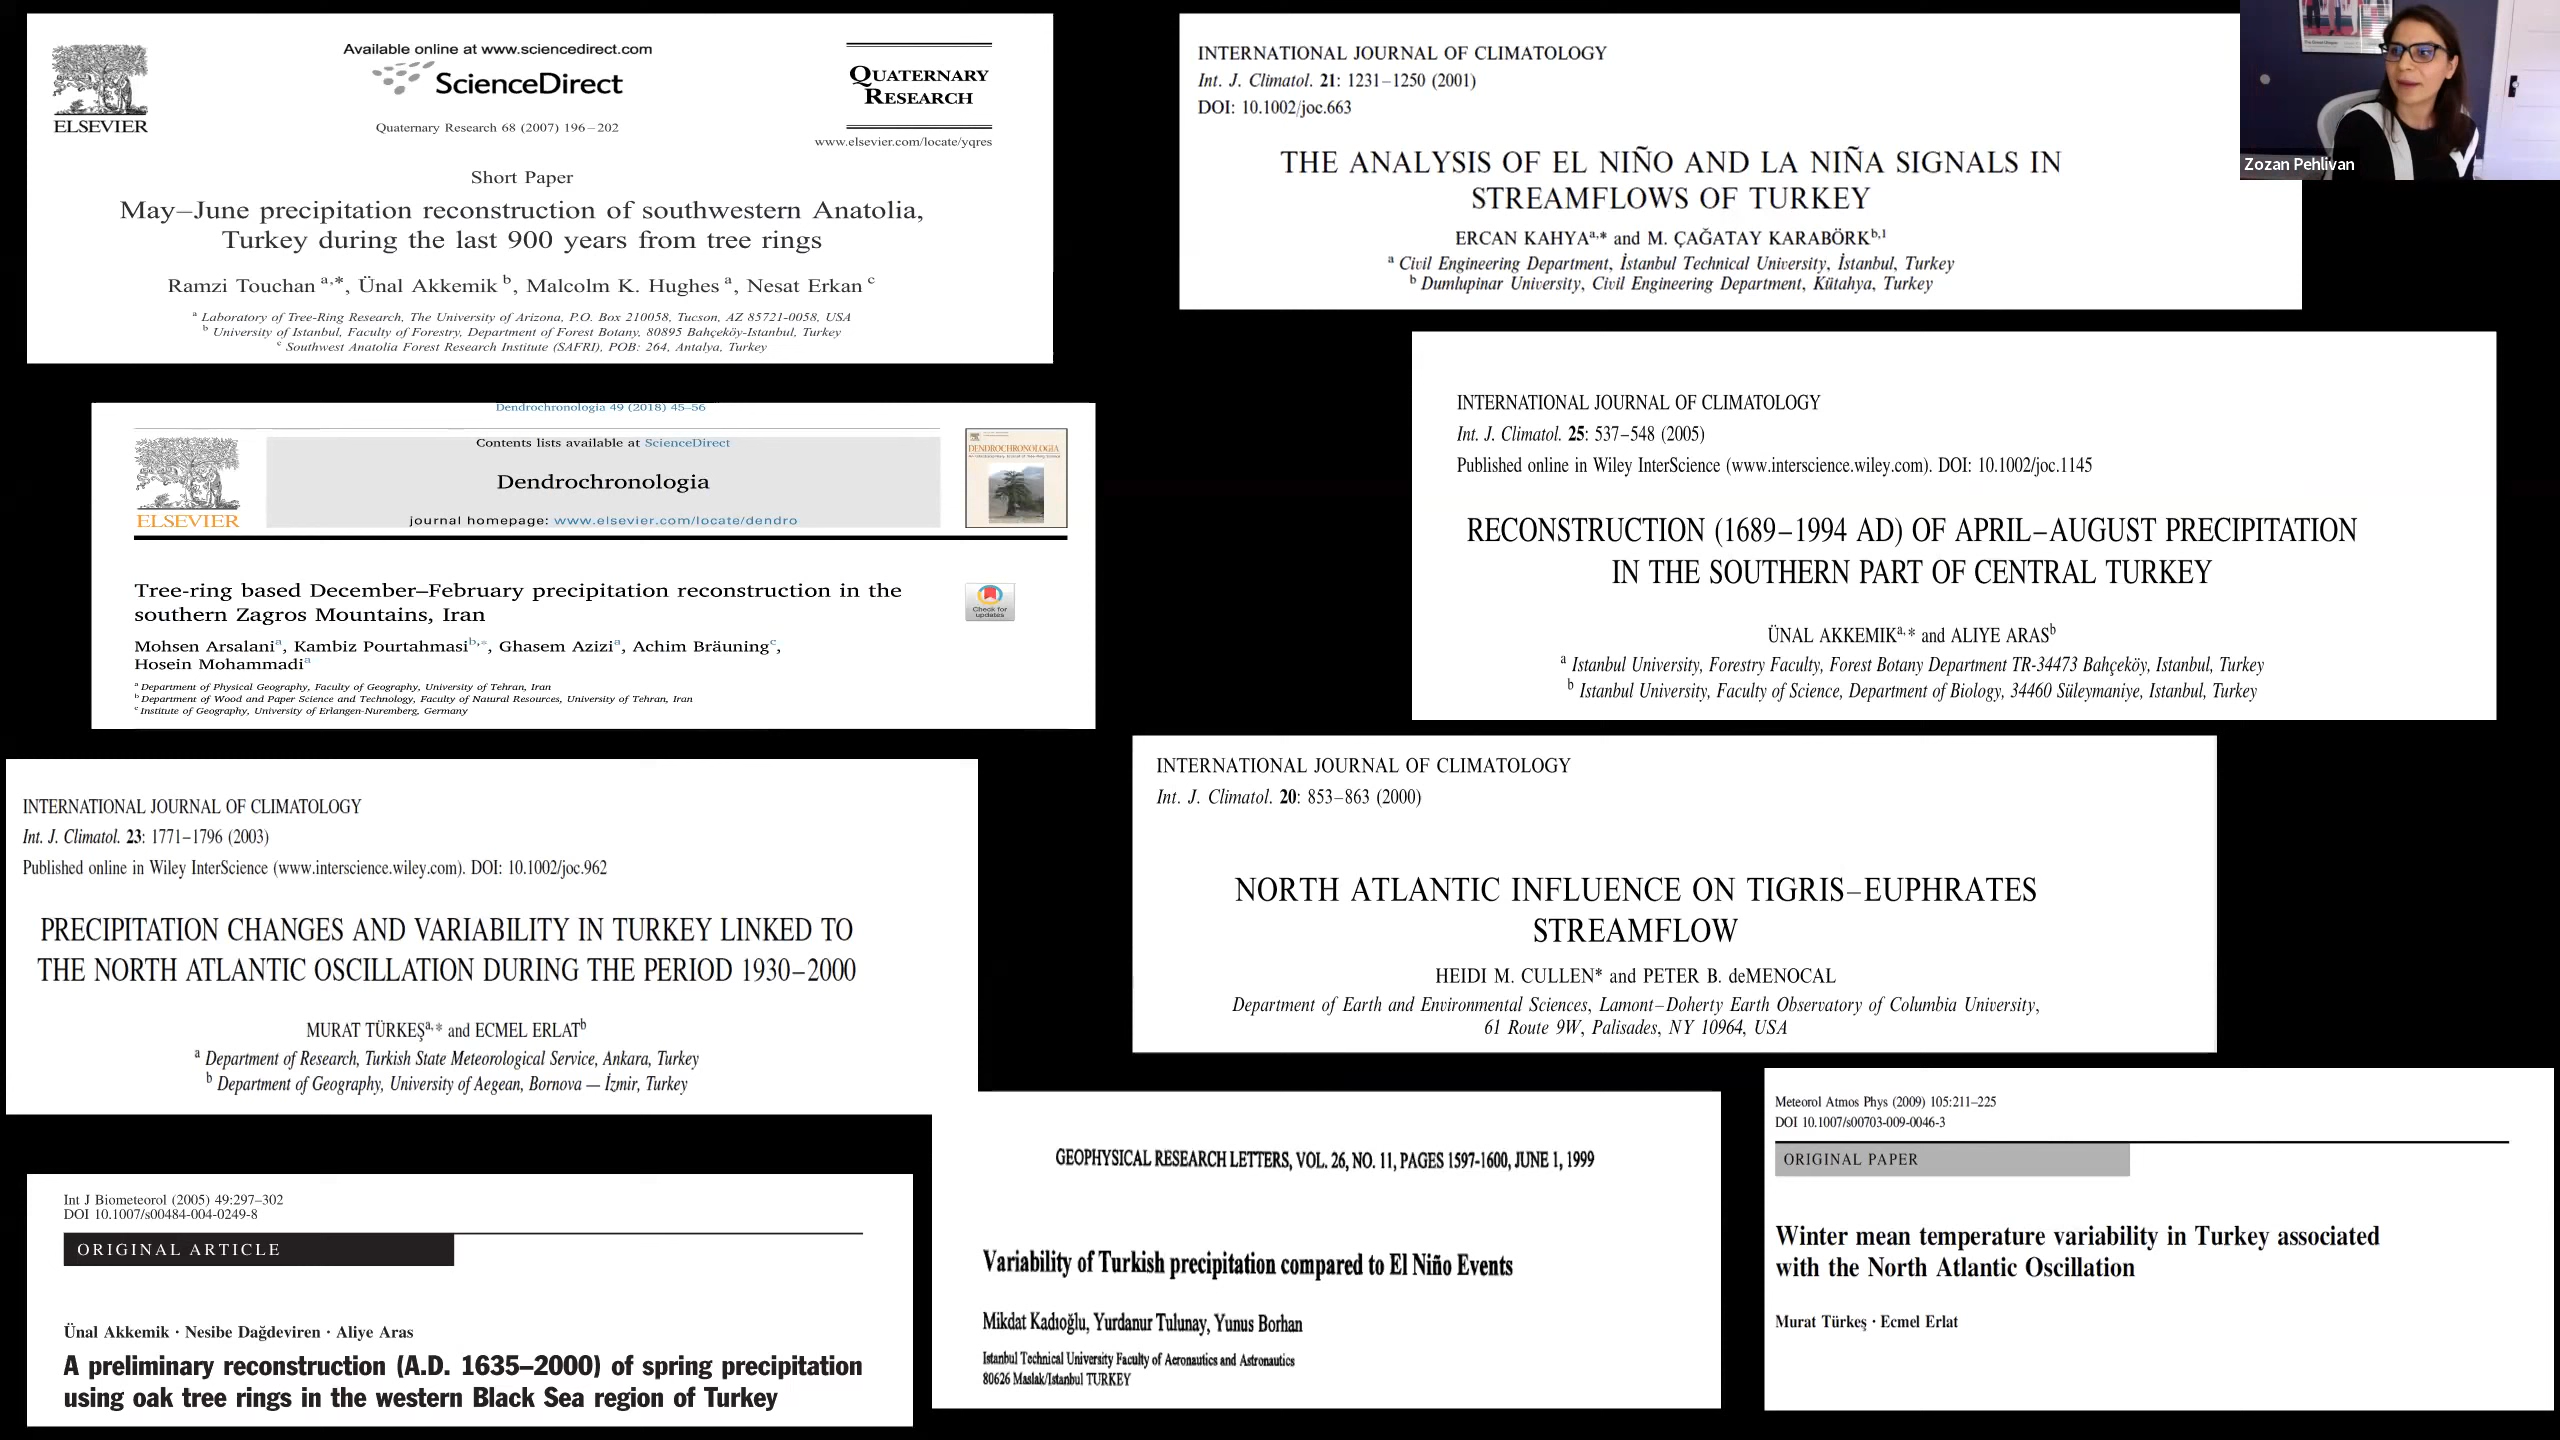 Available online at www.sciencedirect.com
ScienceDirect
ELSEVIER
Quaternary Research 68 (2007) 196–202
QUATERNARY
RESEARCH
www.elsevier.com/locate/yqres
Short Paper
May–June precipitation reconstruction of southwestern Anatolia,
Turkey during the last 900 years from tree rings
Ramzi Touchan a,*, Ünal Akkemik b, Malcolm K. Hughes a, Nesat Erkan c
a Laboratory of Tree-Ring Research, The University of Arizona, P.O. Box 210058, Tucson, AZ 85721-0058, USA
b University of Istanbul, Faculty of Forestry, Department of Forest Botany, 80895 Bahçeköy-Istanbul, Turkey
c Southwest Anatolia Forest Research Institute (SAFRI), POB: 264, Antalya, Turkey
INTERNATIONAL JOURNAL OF CLIMATOLOGY
Int. J. Climatol. 21: 1231–1250 (2001)
DOI: 10.1002/joc.663
THE ANALYSIS OF EL NIÑO AND LA NIÑA SIGNALS IN
STREAMFLOWS OF TURKEY
ERCAN KAHYAa,* and M. ÇAĞATAY KARABÖRKb,1
a Civil Engineering Department, İstanbul Technical University, İstanbul, Turkey
b Dumlupinar University, Civil Engineering Department, Kütahya, Turkey
Zozan Pehlivan
Dendrochronologia 49 (2018) 45–56
Contents lists available at ScienceDirect
Dendrochronologia
journal homepage: www.elsevier.com/locate/dendro
ELSEVIER
DENDROCHRONOLOGIA
Tree-ring based December–February precipitation reconstruction in the
southern Zagros Mountains, Iran
Check for
updates
Mohsen Arsalania, Kambiz Pourtahmasib,*, Ghasem Azizia, Achim Bräuningc,
Hosein Mohammadia
a Department of Physical Geography, Faculty of Geography, University of Tehran, Iran
b Department of Wood and Paper Science and Technology, Faculty of Natural Resources, University of Tehran, Iran
c Institute of Geography, University of Erlangen-Nuremberg, Germany
INTERNATIONAL JOURNAL OF CLIMATOLOGY
Int. J. Climatol. 25: 537–548 (2005)
Published online in Wiley InterScience (www.interscience.wiley.com). DOI: 10.1002/joc.1145
RECONSTRUCTION (1689–1994 AD) OF APRIL–AUGUST PRECIPITATION
IN THE SOUTHERN PART OF CENTRAL TURKEY
ÜNAL AKKEMIKa,* and ALIYE ARASb
a Istanbul University, Forestry Faculty, Forest Botany Department TR-34473 Bahçeköy, Istanbul, Turkey
b Istanbul University, Faculty of Science, Department of Biology, 34460 Süleymaniye, Istanbul, Turkey
INTERNATIONAL JOURNAL OF CLIMATOLOGY
Int. J. Climatol. 23: 1771–1796 (2003)
Published online in Wiley InterScience (www.interscience.wiley.com). DOI: 10.1002/joc.962
PRECIPITATION CHANGES AND VARIABILITY IN TURKEY LINKED TO
THE NORTH ATLANTIC OSCILLATION DURING THE PERIOD 1930–2000
MURAT TÜRKEŞa,* and ECMEL ERLATb
a Department of Research, Turkish State Meteorological Service, Ankara, Turkey
b Department of Geography, University of Aegean, Bornova — İzmir, Turkey
INTERNATIONAL JOURNAL OF CLIMATOLOGY
Int. J. Climatol. 20: 853–863 (2000)
NORTH ATLANTIC INFLUENCE ON TIGRIS–EUPHRATES
STREAMFLOW
HEIDI M. CULLEN* and PETER B. deMENOCAL
Department of Earth and Environmental Sciences, Lamont–Doherty Earth Observatory of Columbia University,
61 Route 9W, Palisades, NY 10964, USA
Int J Biometeorol (2005) 49:297–302
DOI 10.1007/s00484-004-0249-8
ORIGINAL ARTICLE
Ünal Akkemik · Nesibe Dağdeviren · Aliye Aras
A preliminary reconstruction (A.D. 1635–2000) of spring precipitation
using oak tree rings in the western Black Sea region of Turkey
GEOPHYSICAL RESEARCH LETTERS, VOL. 26, NO. 11, PAGES 1597-1600, JUNE 1, 1999
Variability of Turkish precipitation compared to El Niño Events
Mikdat Kadıoğlu, Yurdanur Tulunay, Yunus Borhan
Istanbul Technical University Faculty of Aeronautics and Astronautics
80626 Maslak/Istanbul TURKEY
Meteorol Atmos Phys (2009) 105:211–225
DOI 10.1007/s00703-009-0046-3
ORIGINAL PAPER
Winter mean temperature variability in Turkey associated
with the North Atlantic Oscillation
Murat Türkeş · Ecmel Erlat